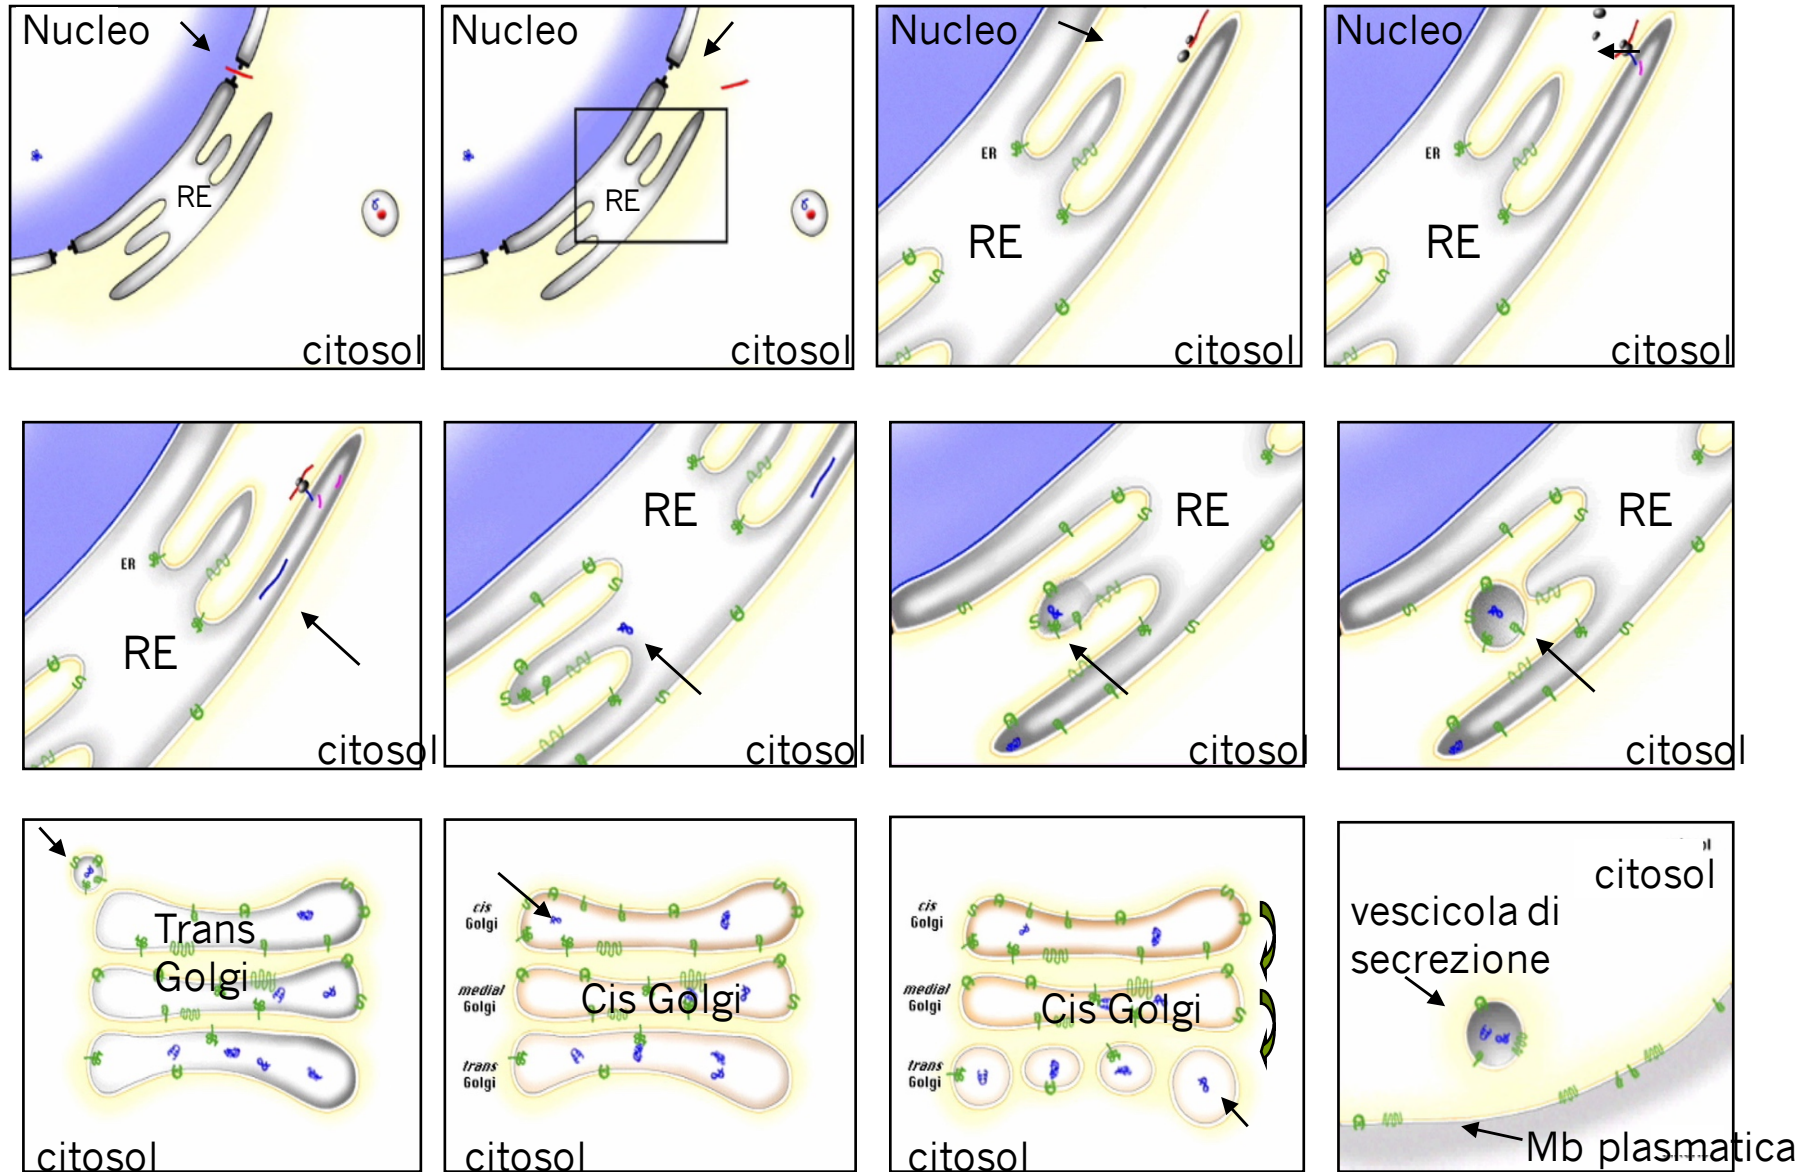 Nucleo
RE
citosol
Nucleo
RE
citosol
Nucleo
ER
RE
citosol
Nucleo
ER
RE
citosol
ER
RE
citosol
RE
citosol
RE
citosol
RE
citosol
Trans
Golgi
citosol
cis
Golgi
medial
Golgi
Cis Golgi
trans
Golgi
citosol
cis
Golgi
medial
Golgi
Cis Golgi
trans
Golgi
citosol
citosol
vescicola di
secrezione
Mb plasmatica